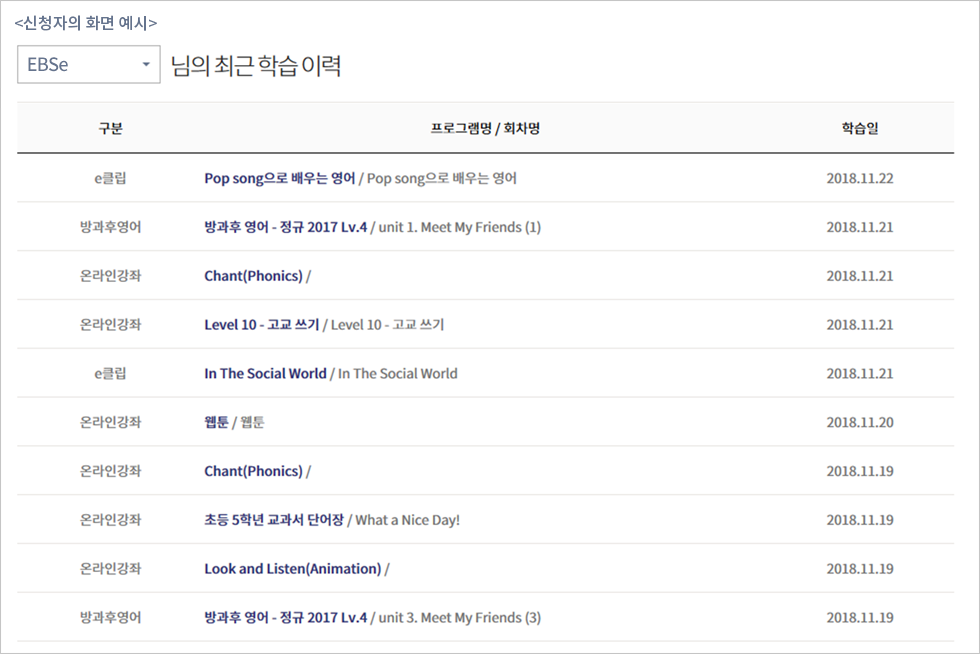 <신청자의 화면 예시>
EBSe 님의 최근 학습 이력
구분 프로그램명 / 회차명 학습일
e클립 Pop song으로 배우는 영어 / Pop song으로 배우는 영어 2018.11.22
방과후영어 방과후 영어 - 정규 2017 Lv.4 / unit 1. Meet My Friends (1) 2018.11.21
온라인강좌 Chant(Phonics) / 2018.11.21
온라인강좌 Level 10 - 고교 쓰기 / Level 10 - 고교 쓰기 2018.11.21
e클립 In The Social World / In The Social World 2018.11.21
온라인강좌 웹툰 / 웹툰 2018.11.20
온라인강좌 Chant(Phonics) / 2018.11.19
온라인강좌 초등 5학년 교과서 단어장 / What a Nice Day! 2018.11.19
온라인강좌 Look and Listen(Animation) / 2018.11.19
방과후영어 방과후 영어 - 정규 2017 Lv.4 / unit 3. Meet My Friends (3) 2018.11.19